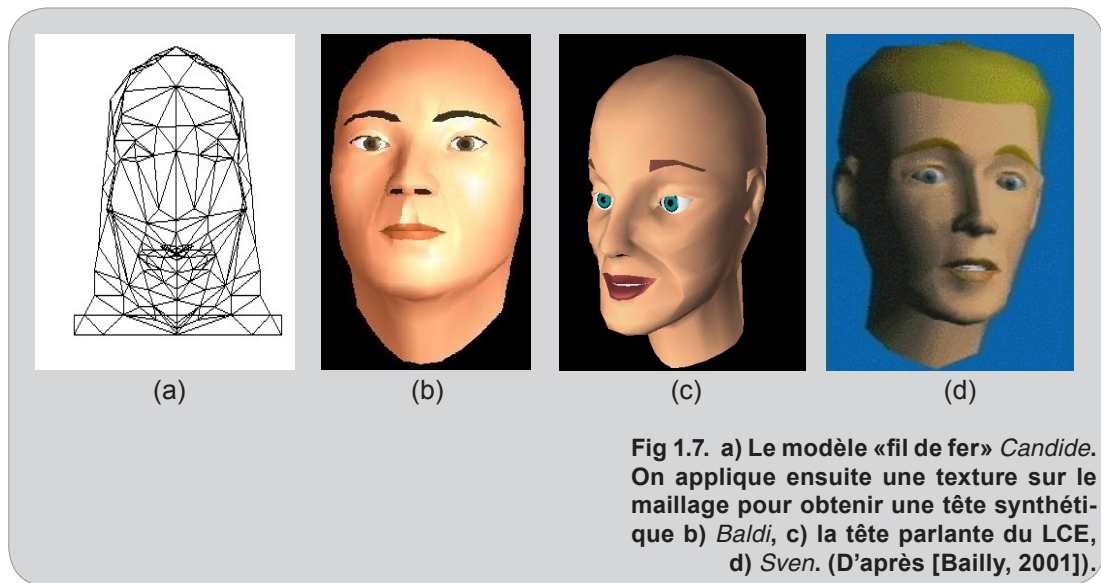 (a) (b) (c) (d)
Fig 1.7. a) Le modèle «fil de fer» Candide.
On applique ensuite une texture sur le
maillage pour obtenir une tête synthéti-
que b) Baldi, c) la tête parlante du LCE,
d) Sven. (D'après [Bailly, 2001]).